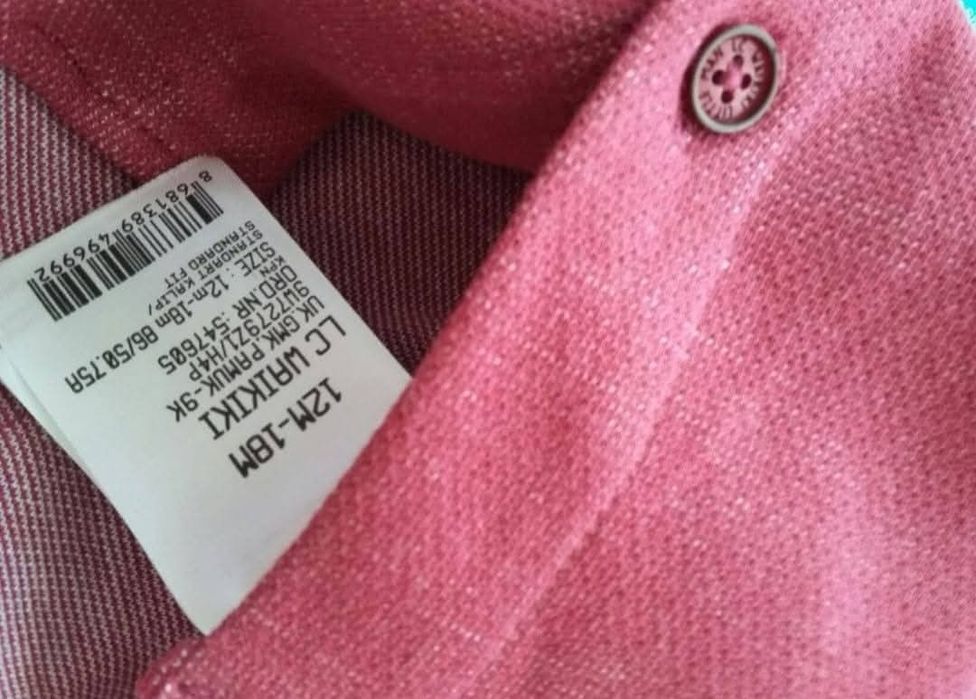 12M-18M
LC WAIKIKI
UK.GMK.PAMUK-9K
9W7279Z1/H4P
ORD.NR :547605
KPN
SIZE : 12m-18m 86/50.75A
STANDART KALIP/
STANDARD FIT
8681389496992